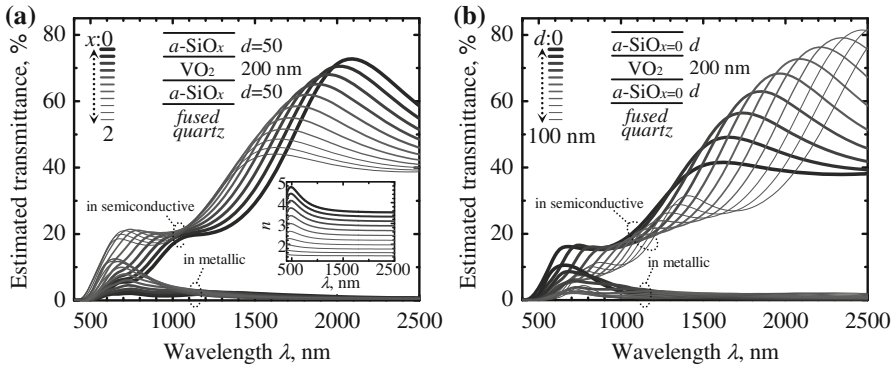 (a)
Estimated transmittance, %
80
60
40
20
0
x:0
2
a-SiOx d=50
VO2 200 nm
a-SiOx d=50
fused
quartz
in semiconductive
in metallic
n
5
4
3
2
500 1500 2500
λ, nm
500 1000 1500 2000 2500
Wavelength λ, nm
(b)
Estimated transmittance, %
80
60
40
20
0
d:0
100 nm
a-SiOx=0 d
VO2 200 nm
a-SiOx=0 d
fused
quartz
in semiconductive
in metallic
500 1000 1500 2000 2500
Wavelength λ, nm